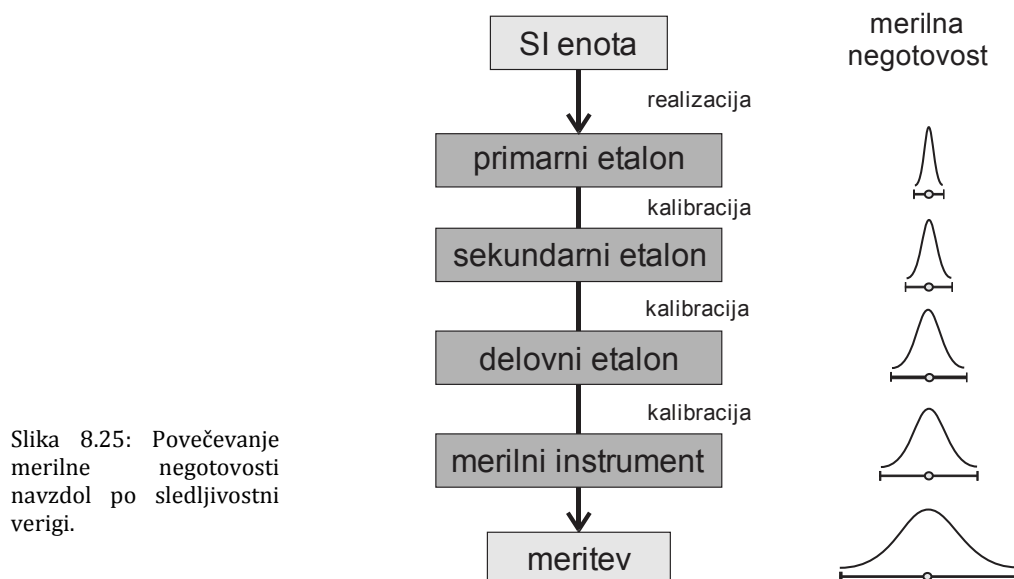 SI enota
merilna
negotovost
realizacija
primarni etalon
kalibracija
sekundarni etalon
kalibracija
delovni etalon
kalibracija
merilni instrument
meritev
Slika 8.25: Povečevanje
merilne negotovosti
navzdol po sledljivostni
verigi.